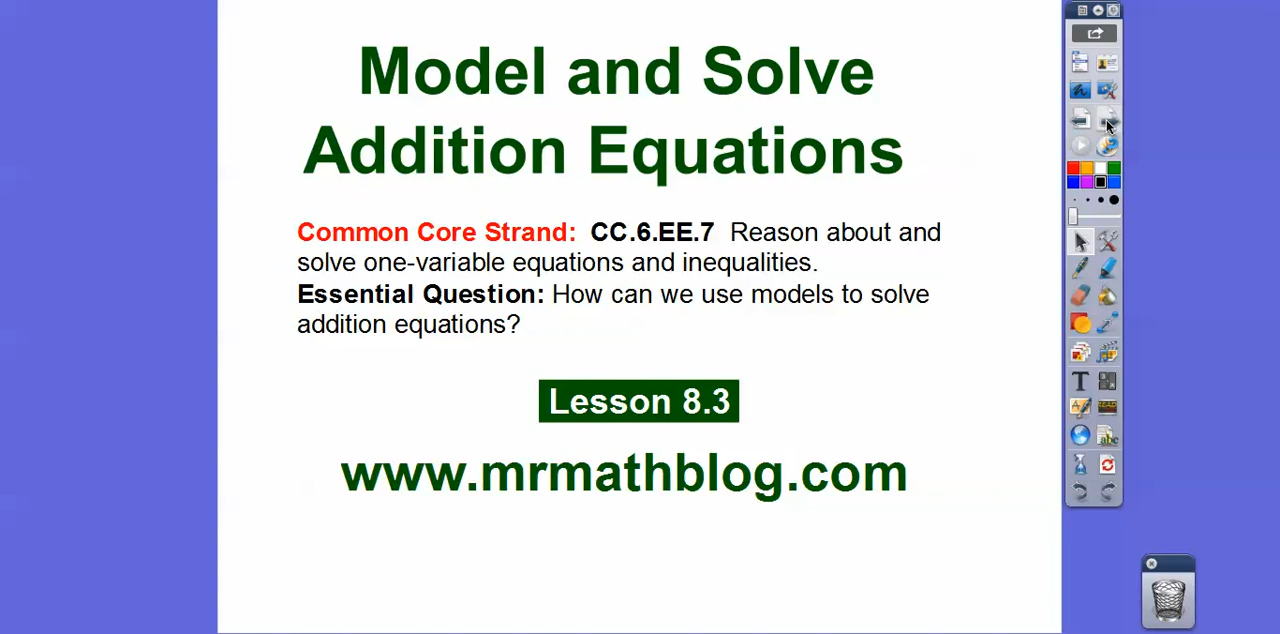 Model and Solve
Addition Equations
Common Core Strand: CC.6.EE.7 Reason about and
solve one-variable equations and inequalities.
Essential Question: How can we use models to solve
addition equations?
Lesson 8.3
www.mrmathblog.com